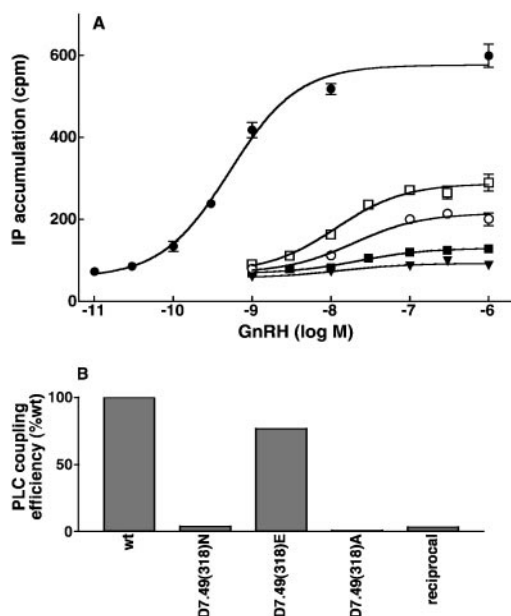 A
IP accumulation (cpm)
600
400
200
0
-11 -10 -9 -8 -7 -6
GnRH (log M)
B
PLC coupling
efficiency (%wt)
100
50
0
wt
D7.49(318)N
D7.49(318)E
D7.49(318)A
reciprocal